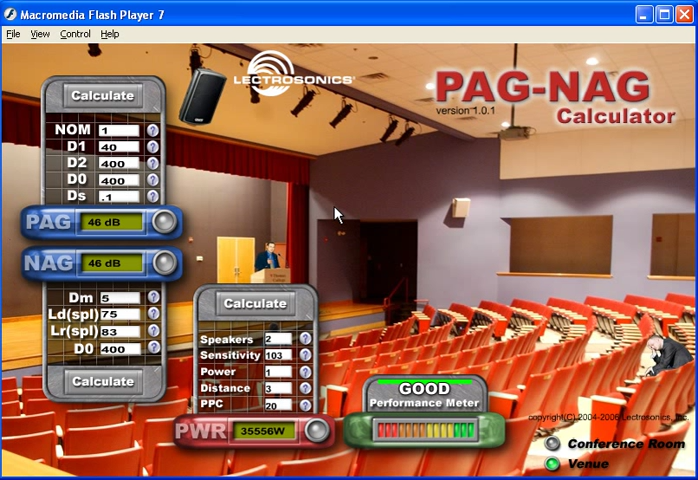 Macromedia Flash Player 7
File View Control Help
LECTROSONICS®
PAG-NAG
version 1.0.1
Calculator
Calculate
NOM 1 ?
D1 40 ?
D2 400 ?
D0 400 ?
Ds .1 ?
PAG 46 dB
NAG 46 dB
Dm 5 ?
Ld(spl) 75 ?
Lr(spl) 83 ?
D0 400 ?
Calculate
Calculate
Speakers 2 ?
Sensitivity 103 ?
Power 1 ?
Distance 3 ?
PPC 20 ?
PWR 35556W
GOOD
Performance Meter
copyright(C) 2004-2006 Lectrosonics, Inc.
Conference Room
Venue